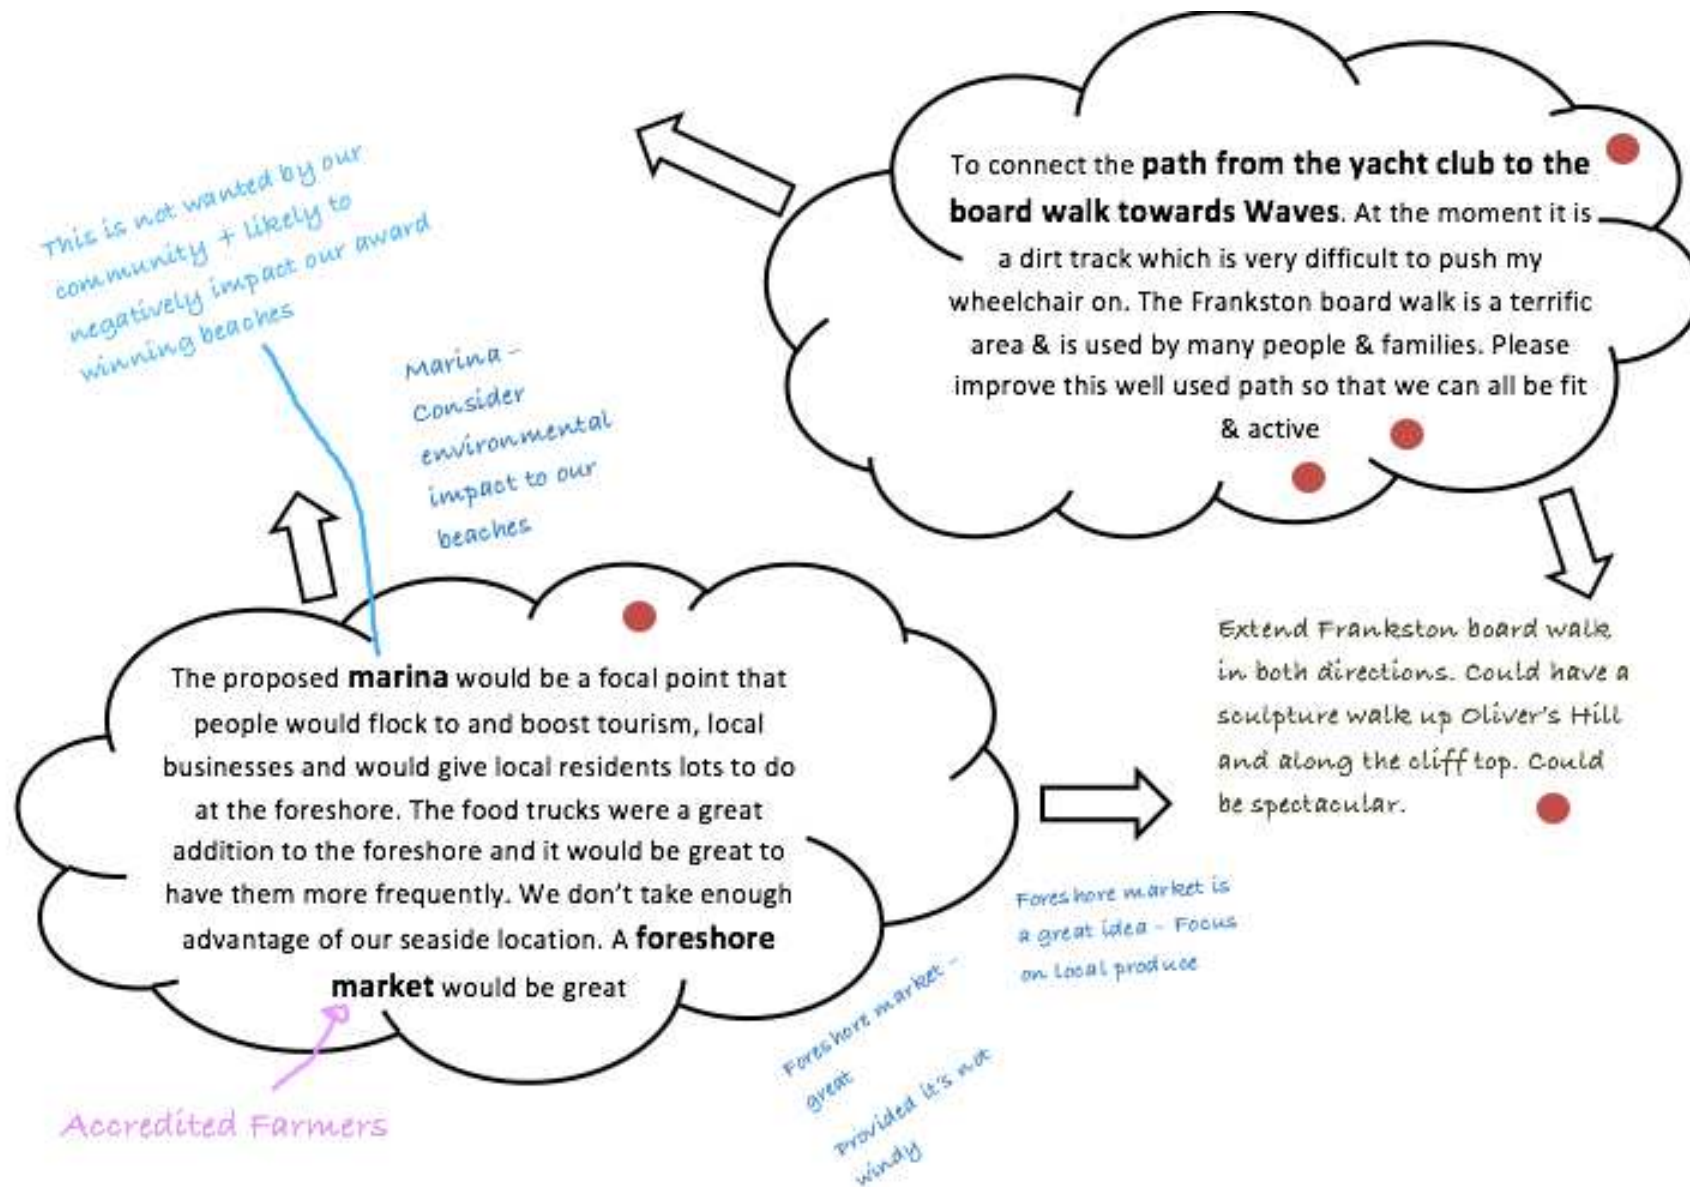 To connect the path from the yacht club to the
board walk towards Waves. At the moment it is
a dirt track which is very difficult to push my
wheelchair on. The Frankston board walk is a terrific
area & is used by many people & families. Please
improve this well used path so that we can all be fit
& active
This is not wanted by our
community + likely to
negatively impact our award
winning beaches
Marina -
Consider
environmental
impact to our
beaches
The proposed marina would be a focal point that
people would flock to and boost tourism, local
businesses and would give local residents lots to do
at the foreshore. The food trucks were a great
addition to the foreshore and it would be great to
have them more frequently. We don't take enough
advantage of our seaside location. A foreshore
market would be great
Extend Frankston board walk
in both directions. Could have a
sculpture walk up Oliver's Hill
and along the cliff top. Could
be spectacular.
Foreshore market is
a great idea - Focus
on local produce
Foreshore market -
great
Provided it's not
windy
Accredited Farmers